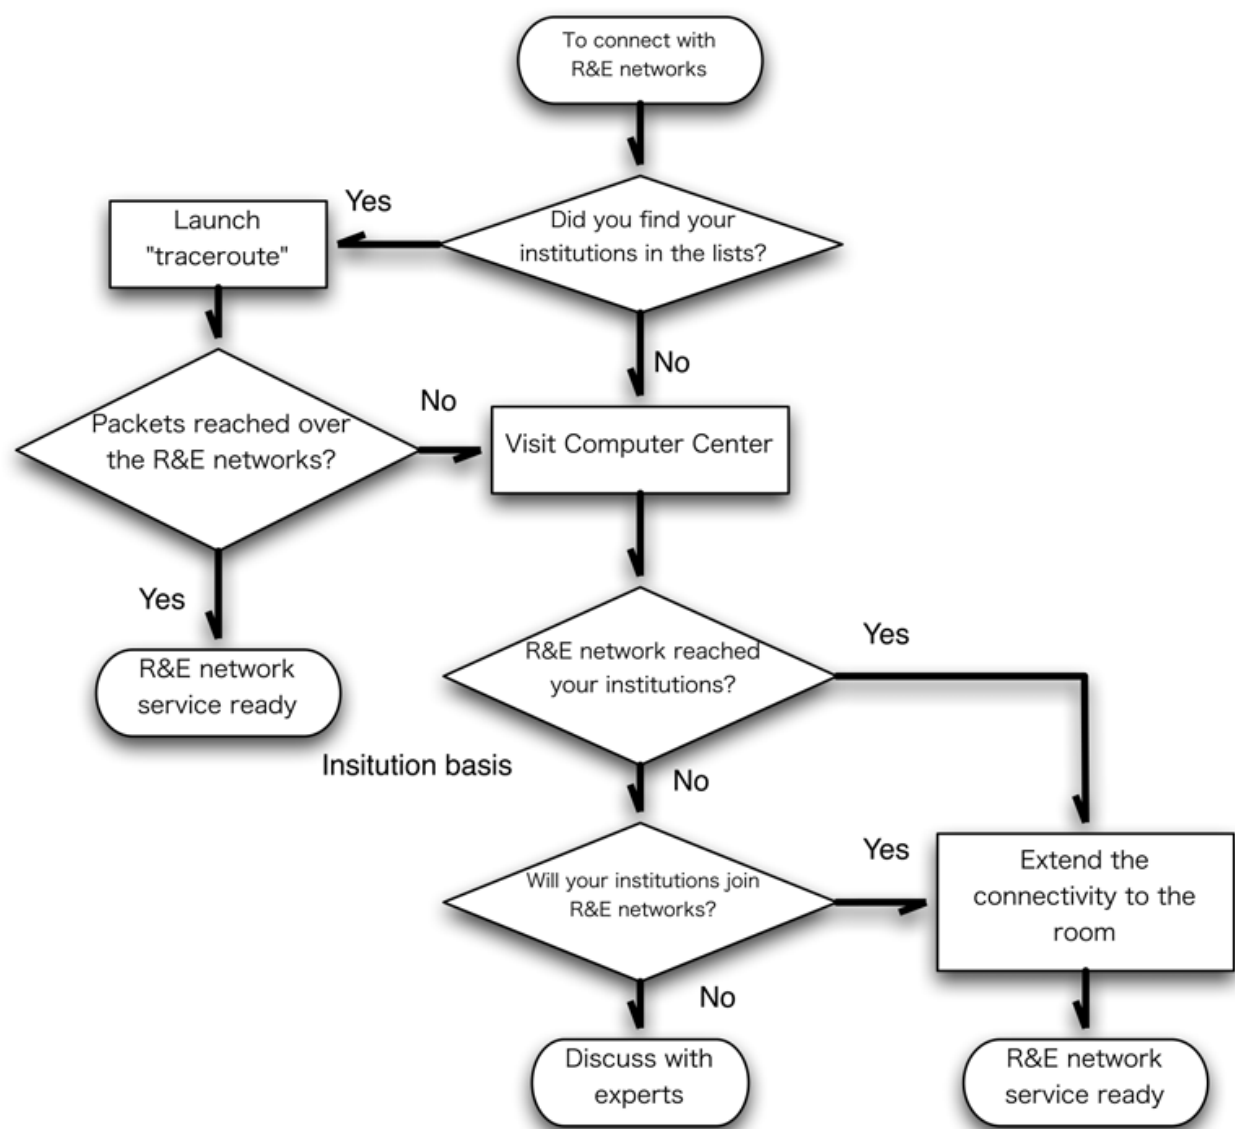 To connect with
R&E networks
Yes
Did you find your
institutions in the lists?
Launch
"traceroute"
No
Packets reached over
the R&E networks?
No
Visit Computer Center
Yes
R&E network
service ready
R&E network reached
your institutions?
Yes
Insitution basis
No
Will your institutions join
R&E networks?
Yes
Extend the
connectivity to the
room
No
Discuss with
experts
R&E network
service ready